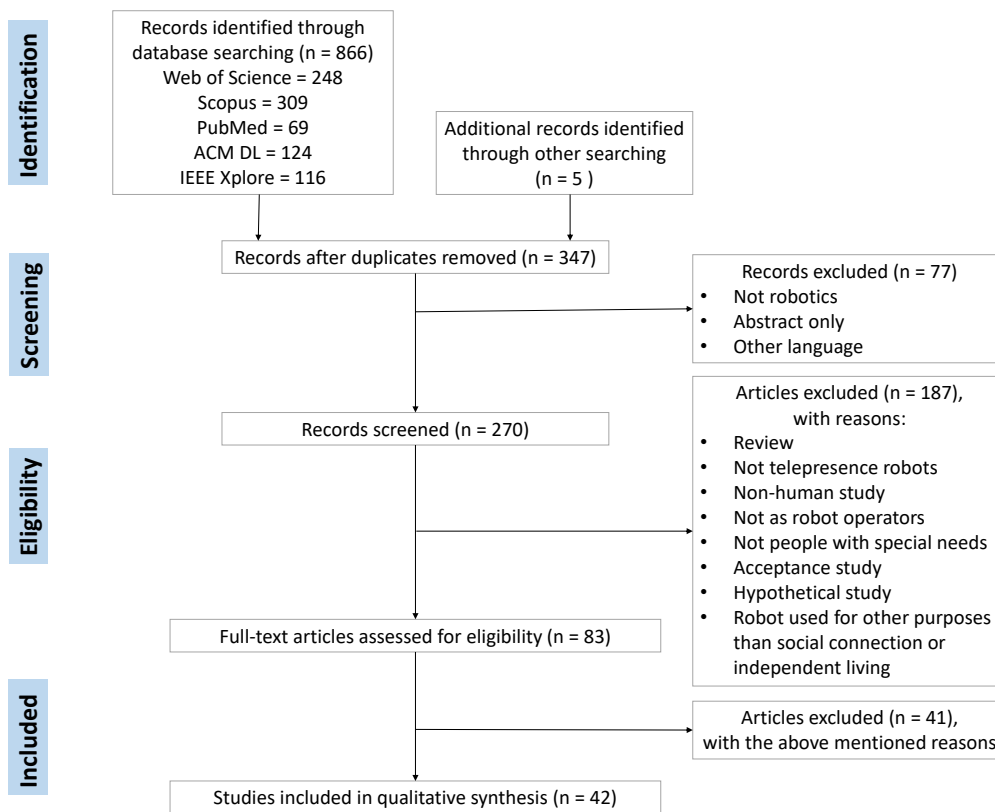 Identification
Records identified through
database searching (n = 866)
Web of Science = 248
Scopus = 309
PubMed = 69
ACM DL = 124
IEEE Xplore = 116
Additional records identified
through other searching
(n = 5 )
Screening
Records after duplicates removed (n = 347)
Records excluded (n = 77)
• Not robotics
• Abstract only
• Other language
Eligibility
Records screened (n = 270)
Articles excluded (n = 187),
with reasons:
• Review
• Not telepresence robots
• Non-human study
• Not as robot operators
• Not people with special needs
• Acceptance study
• Hypothetical study
• Robot used for other purposes
than social connection or
independent living
Full-text articles assessed for eligibility (n = 83)
Included
Articles excluded (n = 41),
with the above mentioned reasons
Studies included in qualitative synthesis (n = 42)